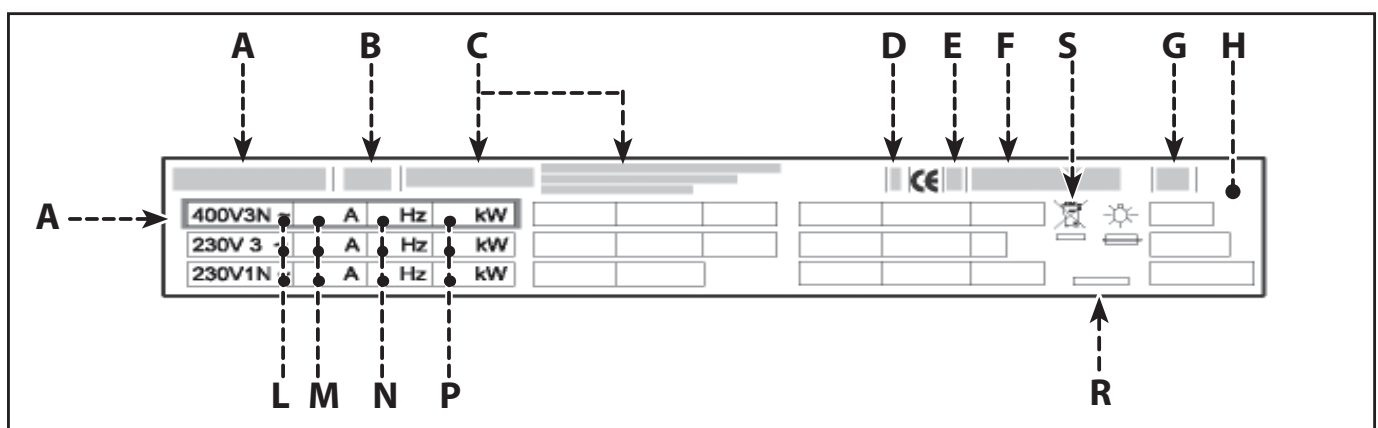 A B C D E F S G H
CE
A
400V3N ~ A Hz kW
230V 3 ~ A Hz kW
230V1N ~ A Hz kW
L M N P R